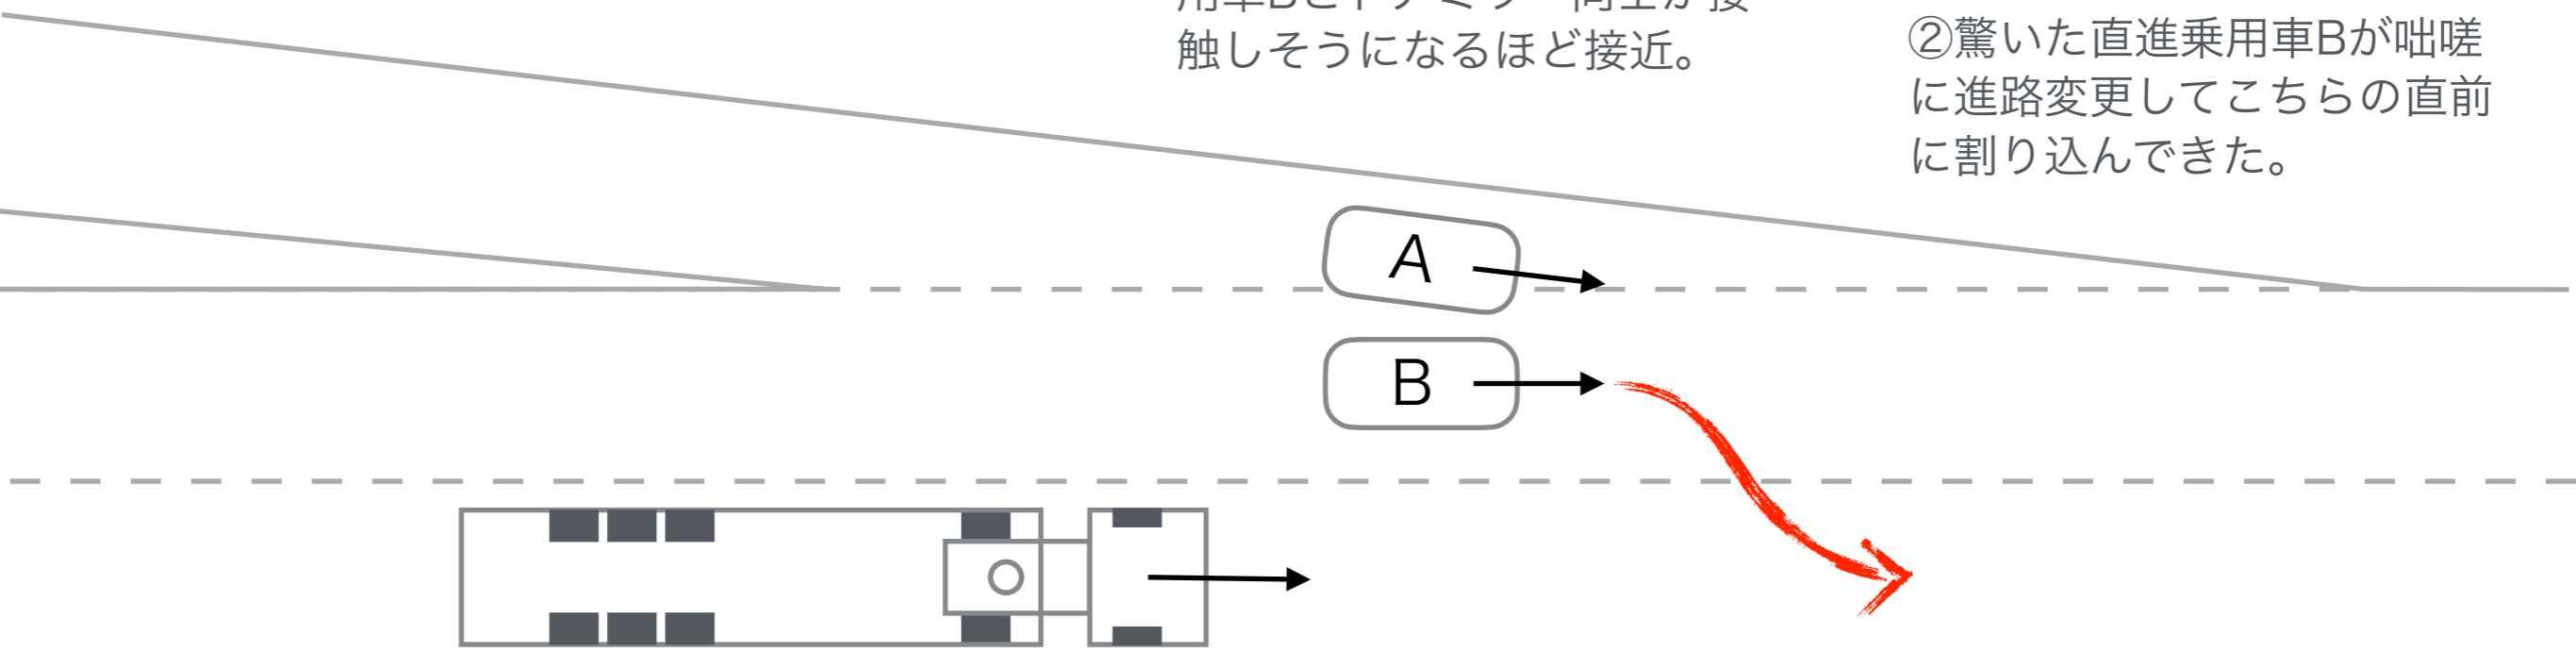 触しそうになるほど接近。
②驚いた直進乗用車Bが咄嗟
に進路変更してこちらの直前
に割り込んできた。
A
B